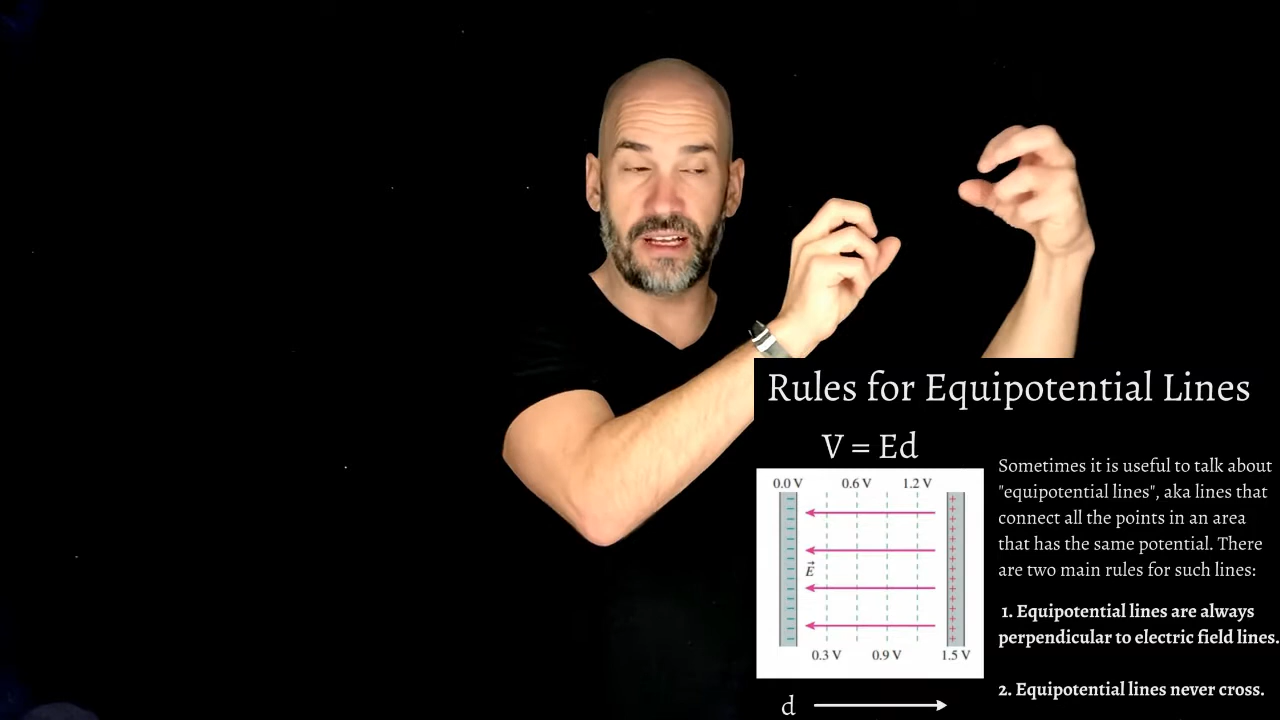 Rules for Equipotential Lines
V = Ed
0.0 V 0.6 V 1.2 V
E
0.3 V 0.9 V 1.5 V
d
Sometimes it is useful to talk about
"equipotential lines", aka lines that
connect all the points in an area
that has the same potential. There
are two main rules for such lines:
1. Equipotential lines are always
perpendicular to electric field lines.
2. Equipotential lines never cross.